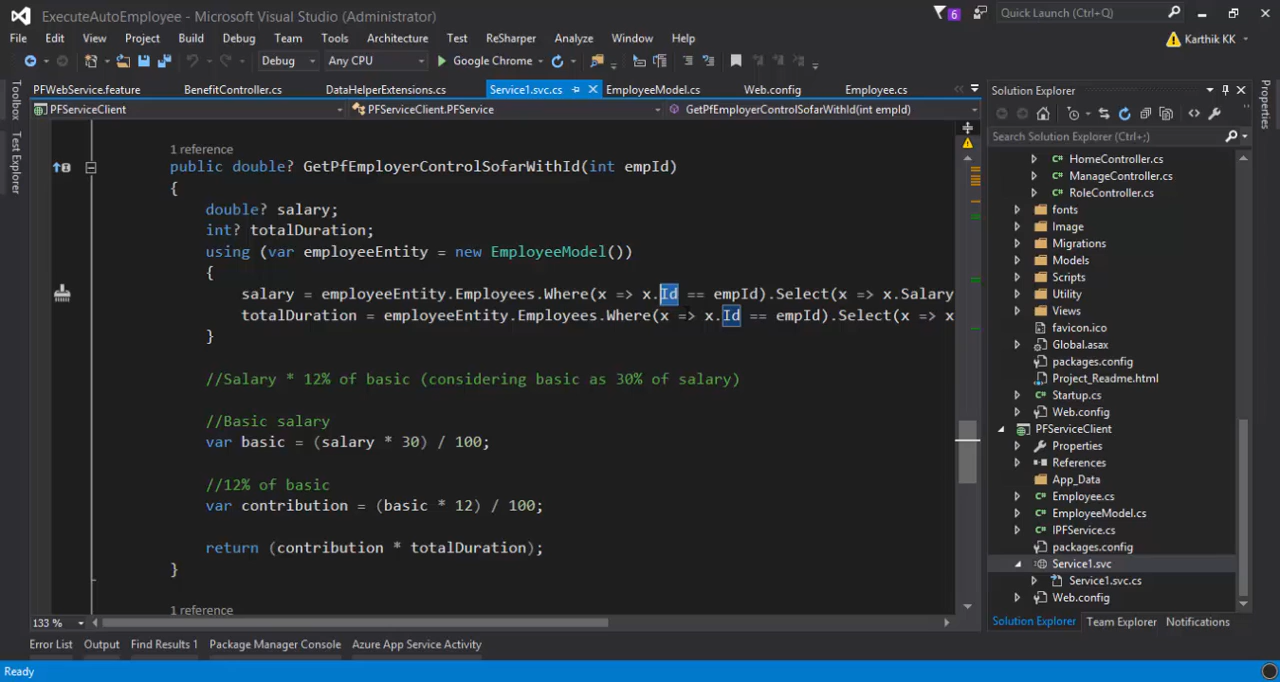 ExecuteAutoEmployee - Microsoft Visual Studio (Administrator)
6
Quick Launch (Ctrl+Q)
File Edit View Project Build Debug Team Tools Architecture Test ReSharper Analyze Window Help
Karthik KK
Debug Any CPU Google Chrome
PFWebService.feature BenefitController.cs DataHelperExtensions.cs Service1.svc.cs EmployeeModel.cs Web.config Employee.cs
PFServiceClient PFServiceClient.PFService GetPfEmployerControlSofarWithId(int empId)
Toolbox
Test Explorer
1 reference
public double? GetPfEmployerControlSofarWithId(int empId)
{
double? salary;
int? totalDuration;
using (var employeeEntity = new EmployeeModel())
{
salary = employeeEntity.Employees.Where(x => x.Id == empId).Select(x => x.Salary
totalDuration = employeeEntity.Employees.Where(x => x.Id == empId).Select(x => x
}
//Salary * 12% of basic (considering basic as 30% of salary)
//Basic salary
var basic = (salary * 30) / 100;
//12% of basic
var contribution = (basic * 12) / 100;
return (contribution * totalDuration);
}
1 reference
133 %
Solution Explorer
Search Solution Explorer (Ctrl+;)
HomeController.cs
ManageController.cs
RoleController.cs
fonts
Image
Migrations
Models
Scripts
Utility
Views
favicon.ico
Global.asax
packages.config
Project_Readme.html
Startup.cs
Web.config
PFServiceClient
Properties
References
App_Data
Employee.cs
EmployeeModel.cs
IPFService.cs
packages.config
Service1.svc
Service1.svc.cs
Web.config
Solution Explorer Team Explorer Notifications
Properties
Error List Output Find Results 1 Package Manager Console Azure App Service Activity
Ready